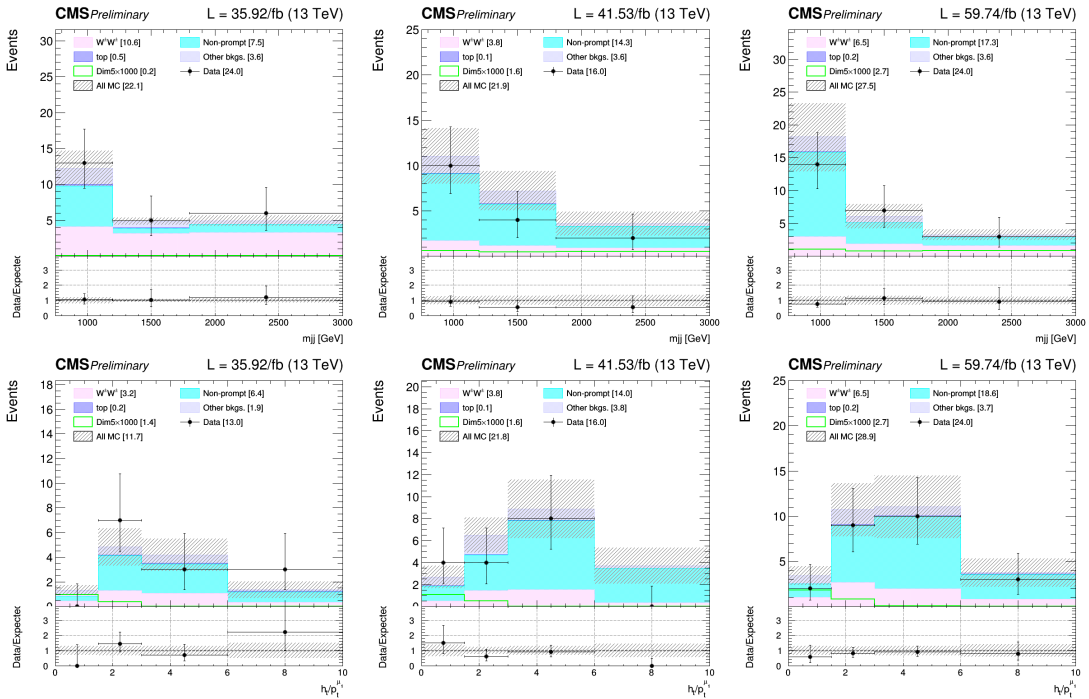 CMS Preliminary L = 35.92/fb (13 TeV)
Events
W±W± [10.6] Non-prompt [7.5]
top [0.5] Other bkgs. [3.6]
Dim5×1000 [0.2] Data [24.0]
All MC [22.1]
30
25
20
15
10
5
Data/Expected
3
2
1
0
1000 1500 2000 2500 3000
mjj [GeV]
CMS Preliminary L = 41.53/fb (13 TeV)
Events
W±W± [3.8] Non-prompt [14.3]
top [0.1] Other bkgs. [3.6]
Dim5×1000 [1.6] Data [16.0]
All MC [21.9]
25
20
15
10
5
Data/Expected
3
2
1
0
1000 1500 2000 2500 3000
mjj [GeV]
CMS Preliminary L = 59.74/fb (13 TeV)
Events
W±W± [6.5] Non-prompt [17.3]
top [0.2] Other bkgs. [3.6]
Dim5×1000 [2.7] Data [24.0]
All MC [27.5]
30
25
20
15
10
5
Data/Expected
3
2
1
0
1000 1500 2000 2500 3000
mjj [GeV]
CMS Preliminary L = 35.92/fb (13 TeV)
Events
W±W± [3.2] Non-prompt [6.4]
top [0.2] Other bkgs. [1.9]
Dim5×1000 [1.4] Data [13.0]
All MC [11.7]
18
16
14
12
10
8
6
4
2
0
Data/Expected
3
2
1
0
0 2 4 6 8 10
CMS Preliminary L = 41.53/fb (13 TeV)
Events
W±W± [3.8] Non-prompt [14.0]
top [0.1] Other bkgs. [3.8]
Dim5×1000 [1.6] Data [16.0]
All MC [21.8]
20
18
16
14
12
10
8
6
4
2
0
Data/Expected
3
2
1
0
0 2 4 6 8 10
CMS Preliminary L = 59.74/fb (13 TeV)
Events
W±W± [6.5] Non-prompt [18.6]
top [0.2] Other bkgs. [3.7]
Dim5×1000 [2.7] Data [24.0]
All MC [28.9]
25
20
15
10
5
0
Data/Expected
3
2
1
0
0 2 4 6 8 10